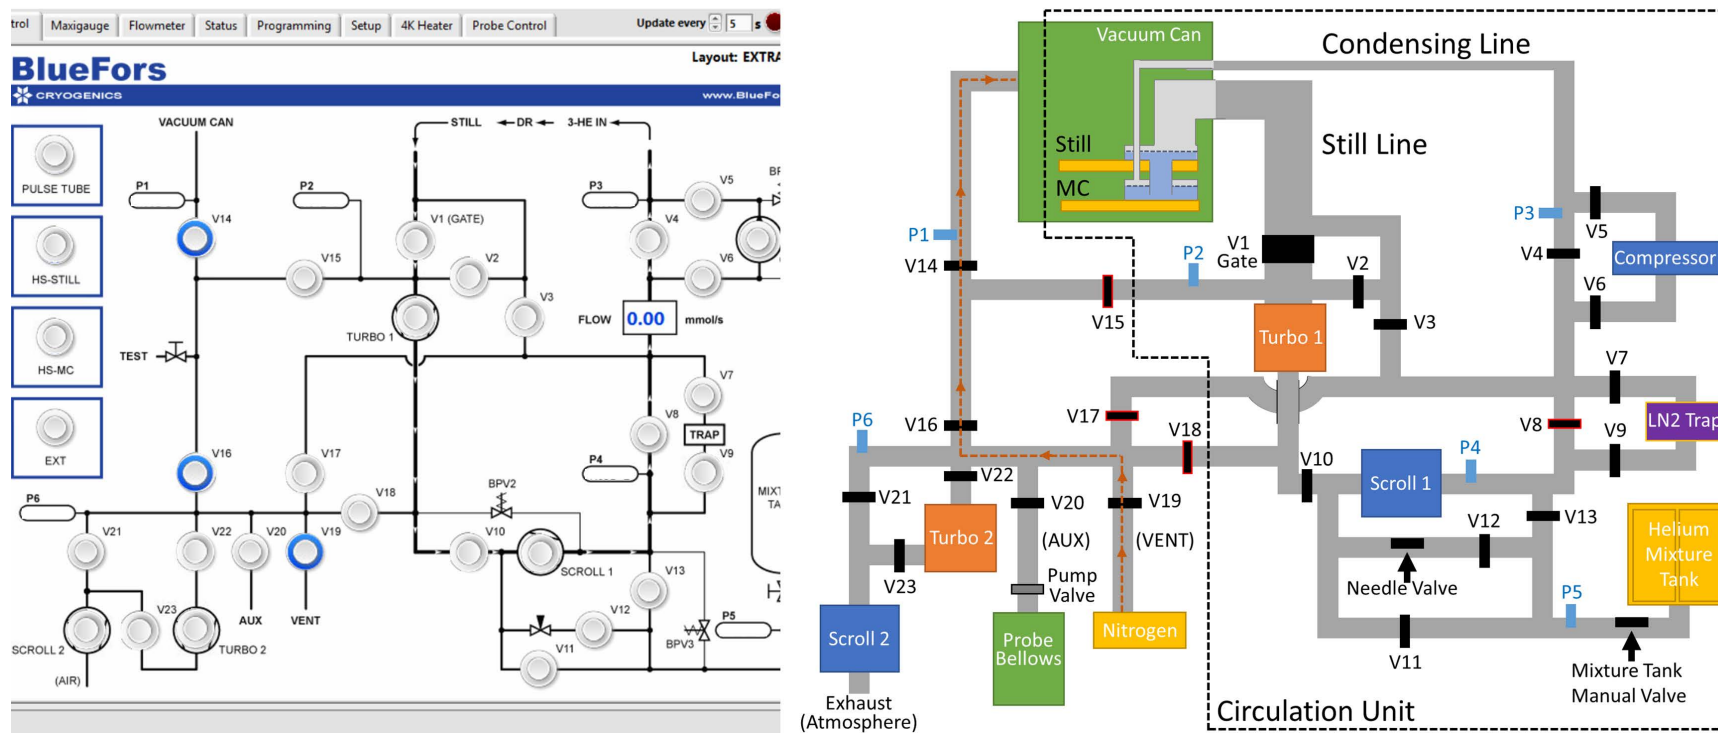 trol
Maxigauge
Flowmeter
Status
Programming
Setup
4K Heater
Probe Control
Update every
5
s
Layout: EXTRA
BlueFors
CRYOGENICS
www.BlueFo
PULSE TUBE
HS-STILL
HS-MC
EXT
VACUUM CAN
STILL
DR
3-HE IN
P1
P2
P3
V5
BP
V14
V1 (GATE)
V4
V15
V2
V6
V3
FLOW
0.00
mmol/s
TURBO 1
TEST
V7
V8
TRAP
V16
V17
P4
V9
BPV2
MIXT
TA
P6
V18
V21
V22
V20
V19
V10
SCROLL 1
V13
V23
V12
AUX
VENT
P5
SCROLL 2
TURBO 2
V11
BPV3
(AIR)
Vacuum Can
Condensing Line
Still
Still Line
MC
P1
P2
V1
Gate
V2
P3
V5
V4
Compressor
V14
V6
V15
Turbo 1
V3
V7
P6
V16
V17
V18
V8
LN2 Trap
V9
V22
V10
P4
Scroll 1
V21
V20
V19
V12
V13
Turbo 2
(AUX)
(VENT)
Helium
Mixture
Tank
V23
Pump
Valve
Needle Valve
P5
Scroll 2
Probe
Bellows
Nitrogen
V11
Mixture Tank
Manual Valve
Exhaust
(Atmosphere)
Circulation Unit